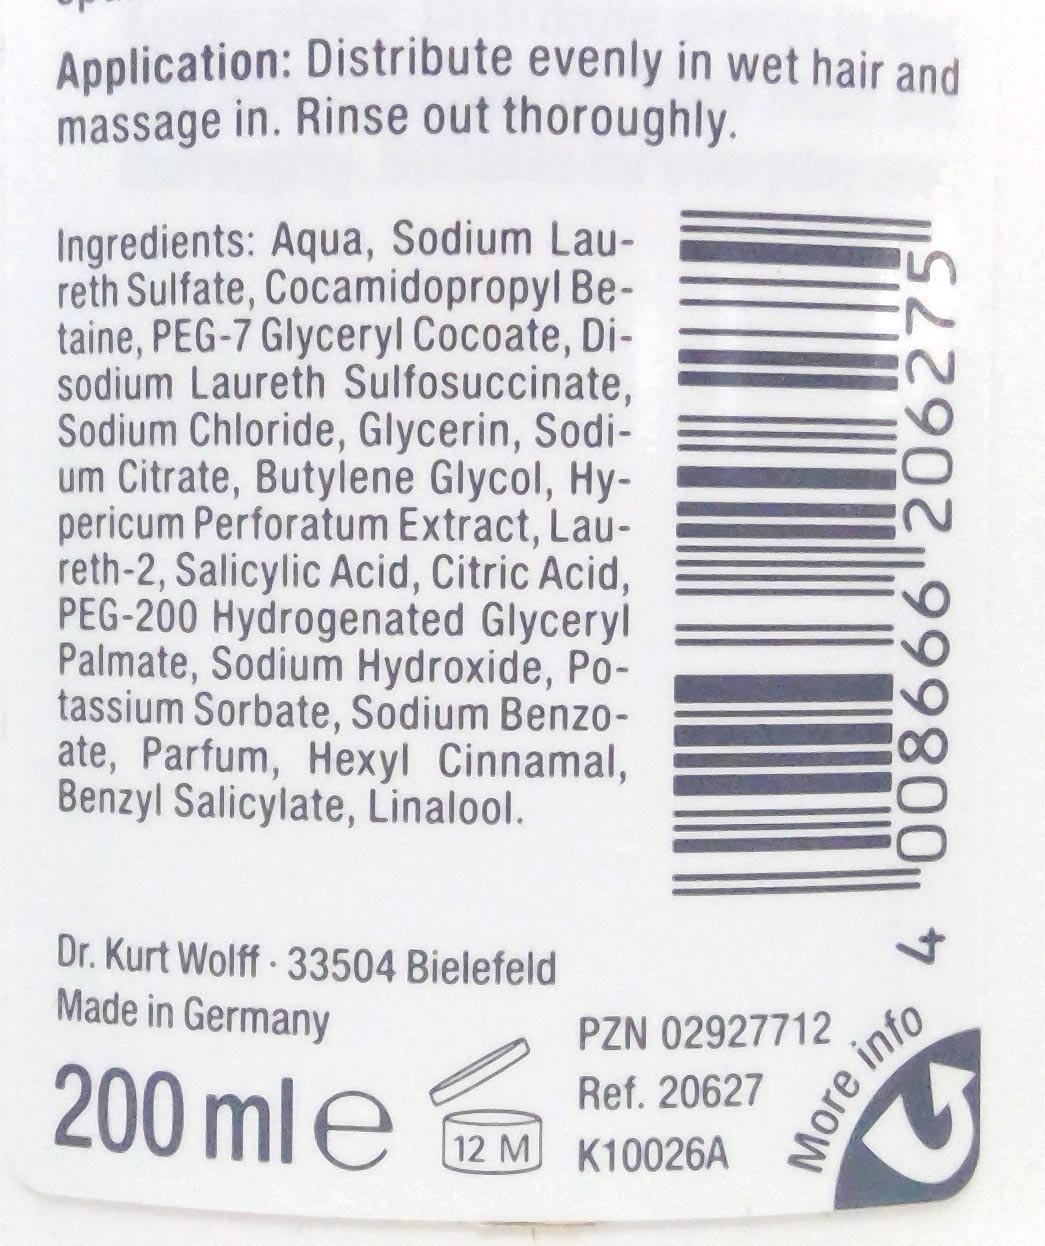 Application: Distribute evenly in wet hair and
massage in. Rinse out thoroughly.
Ingredients: Aqua, Sodium Lau-
reth Sulfate, Cocamidopropyl Be-
taine, PEG-7 Glyceryl Cocoate, Di-
sodium Laureth Sulfosuccinate,
Sodium Chloride, Glycerin, Sodi-
um Citrate, Butylene Glycol, Hy-
pericum Perforatum Extract, Lau-
reth-2, Salicylic Acid, Citric Acid,
PEG-200 Hydrogenated Glyceryl
Palmate, Sodium Hydroxide, Po-
tassium Sorbate, Sodium Benzo-
ate, Parfum, Hexyl Cinnamal,
Benzyl Salicylate, Linalool.
4 008666 206275
Dr. Kurt Wolff · 33504 Bielefeld
Made in Germany
200 ml e
12 M
PZN 02927712
Ref. 20627
K10026A
More info